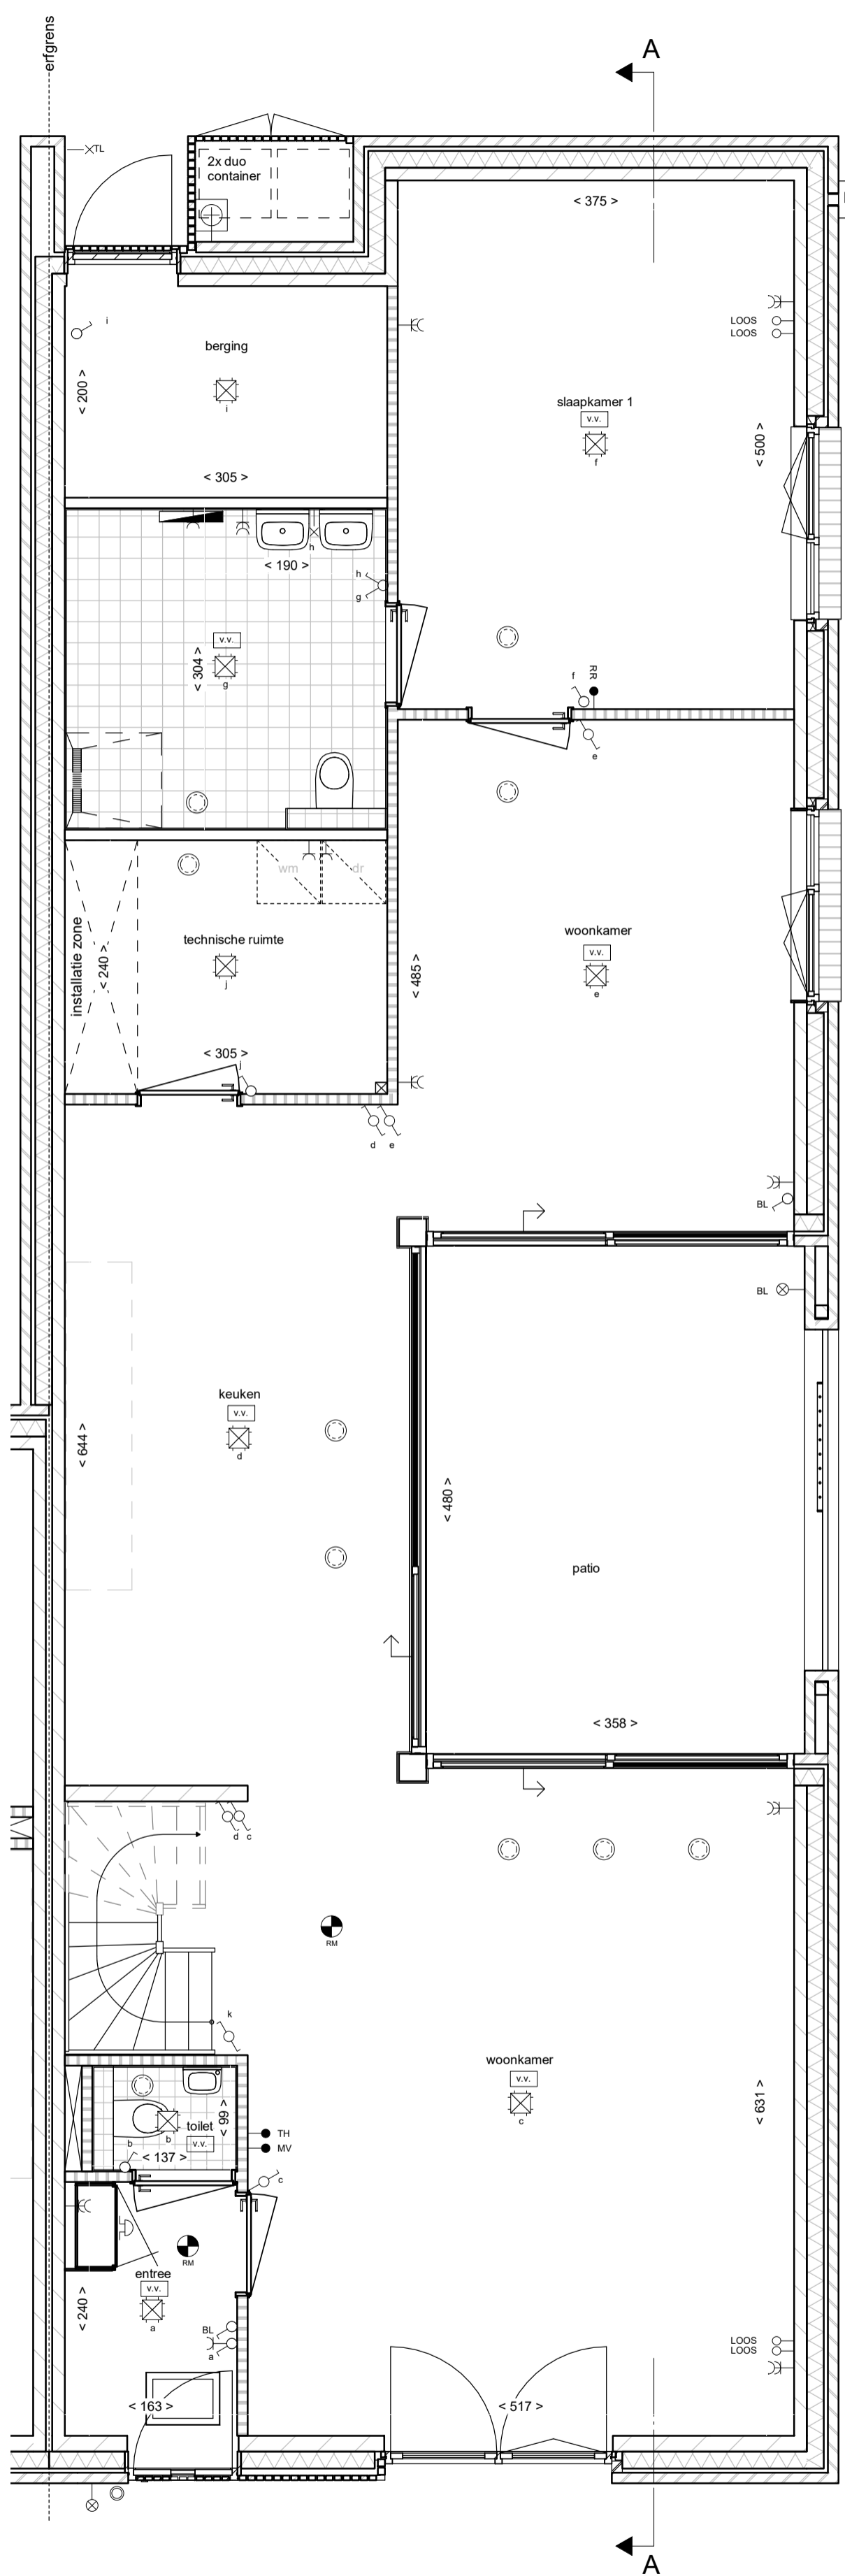 erfgrens
A
TL
2x duo
container
< 375 >
i
LOOS
LOOS
berging
< 200 >
i
slaapkamer 1
v.v.
f
< 500 >
< 305 >
h
< 190 >
h
g
v.v.
< 304 >
g
f
RR
e
wm
dr
installatie zone
< 240 >
technische ruimte
j
woonkamer
v.v.
e
< 485 >
< 305 >
j
d
e
BL
BL
keuken
v.v.
d
< 644 >
< 480 >
patio
< 358 >
d
c
RM
k
woonkamer
v.v.
c
< 631 >
toilet
v.v.
< 99 >
b
b
< 137 >
TH
MV
c
RM
entree
v.v.
a
< 240 >
BL
a
LOOS
LOOS
< 163 >
< 517 >
A